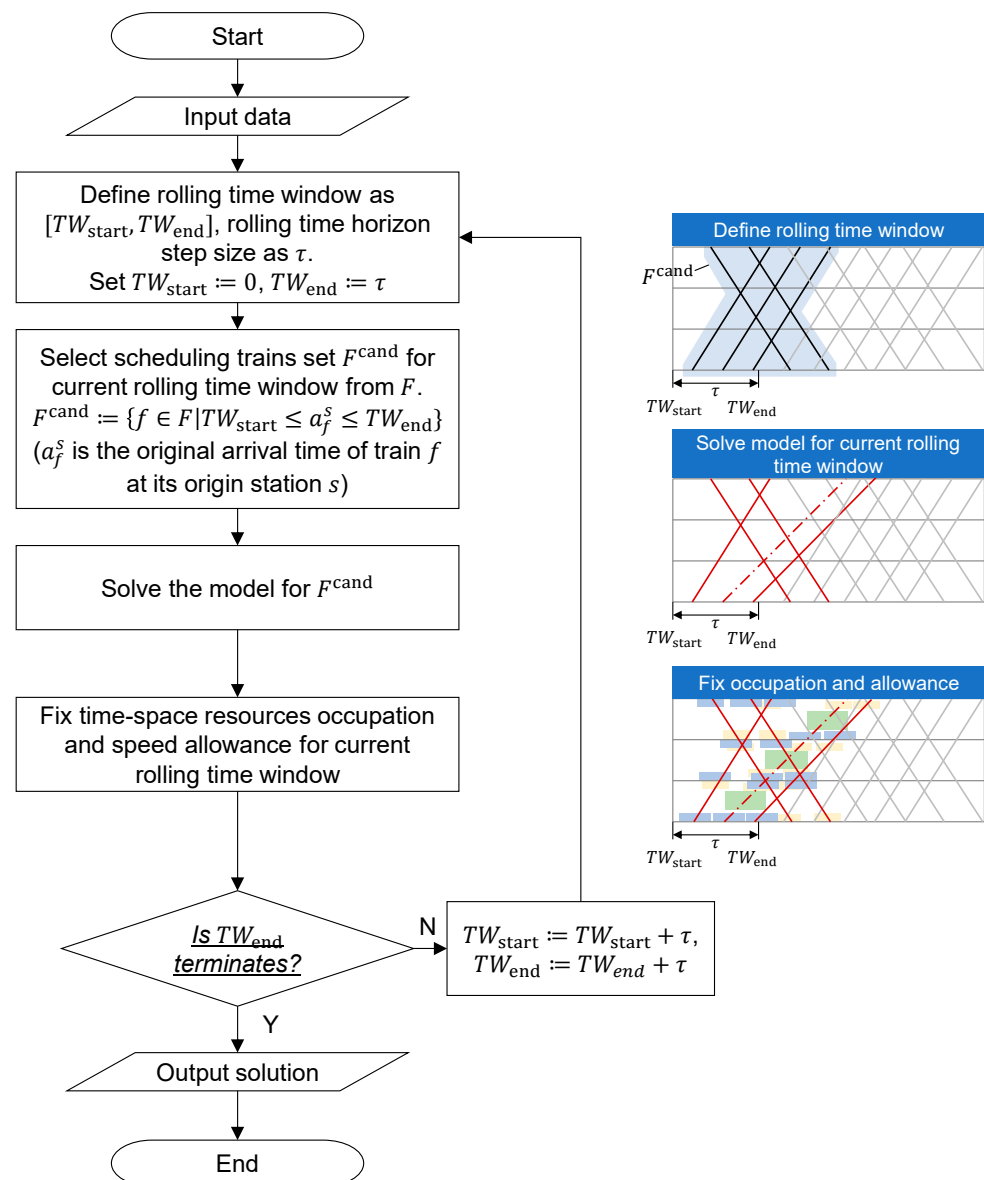 Start
Input data
Define rolling time window as
[TW_start, TW_end], rolling time horizon
step size as τ.
Set TW_start ≔ 0, TW_end ≔ τ
Select scheduling trains set F^cand for
current rolling time window from F.
F^cand ≔ {f ∈ F|TW_start ≤ a_f^s ≤ TW_end}
(a_f^s is the original arrival time of train f
at its origin station s)
Solve the model for F^cand
Fix time-space resources occupation
and speed allowance for current
rolling time window
Is TW_end
terminates?
N
TW_start ≔ TW_start + τ,
TW_end ≔ TW_end + τ
Y
Output solution
End
Define rolling time window
F^cand
τ
TW_start TW_end
Solve model for current rolling
time window
τ
TW_start TW_end
Fix occupation and allowance
τ
TW_start TW_end